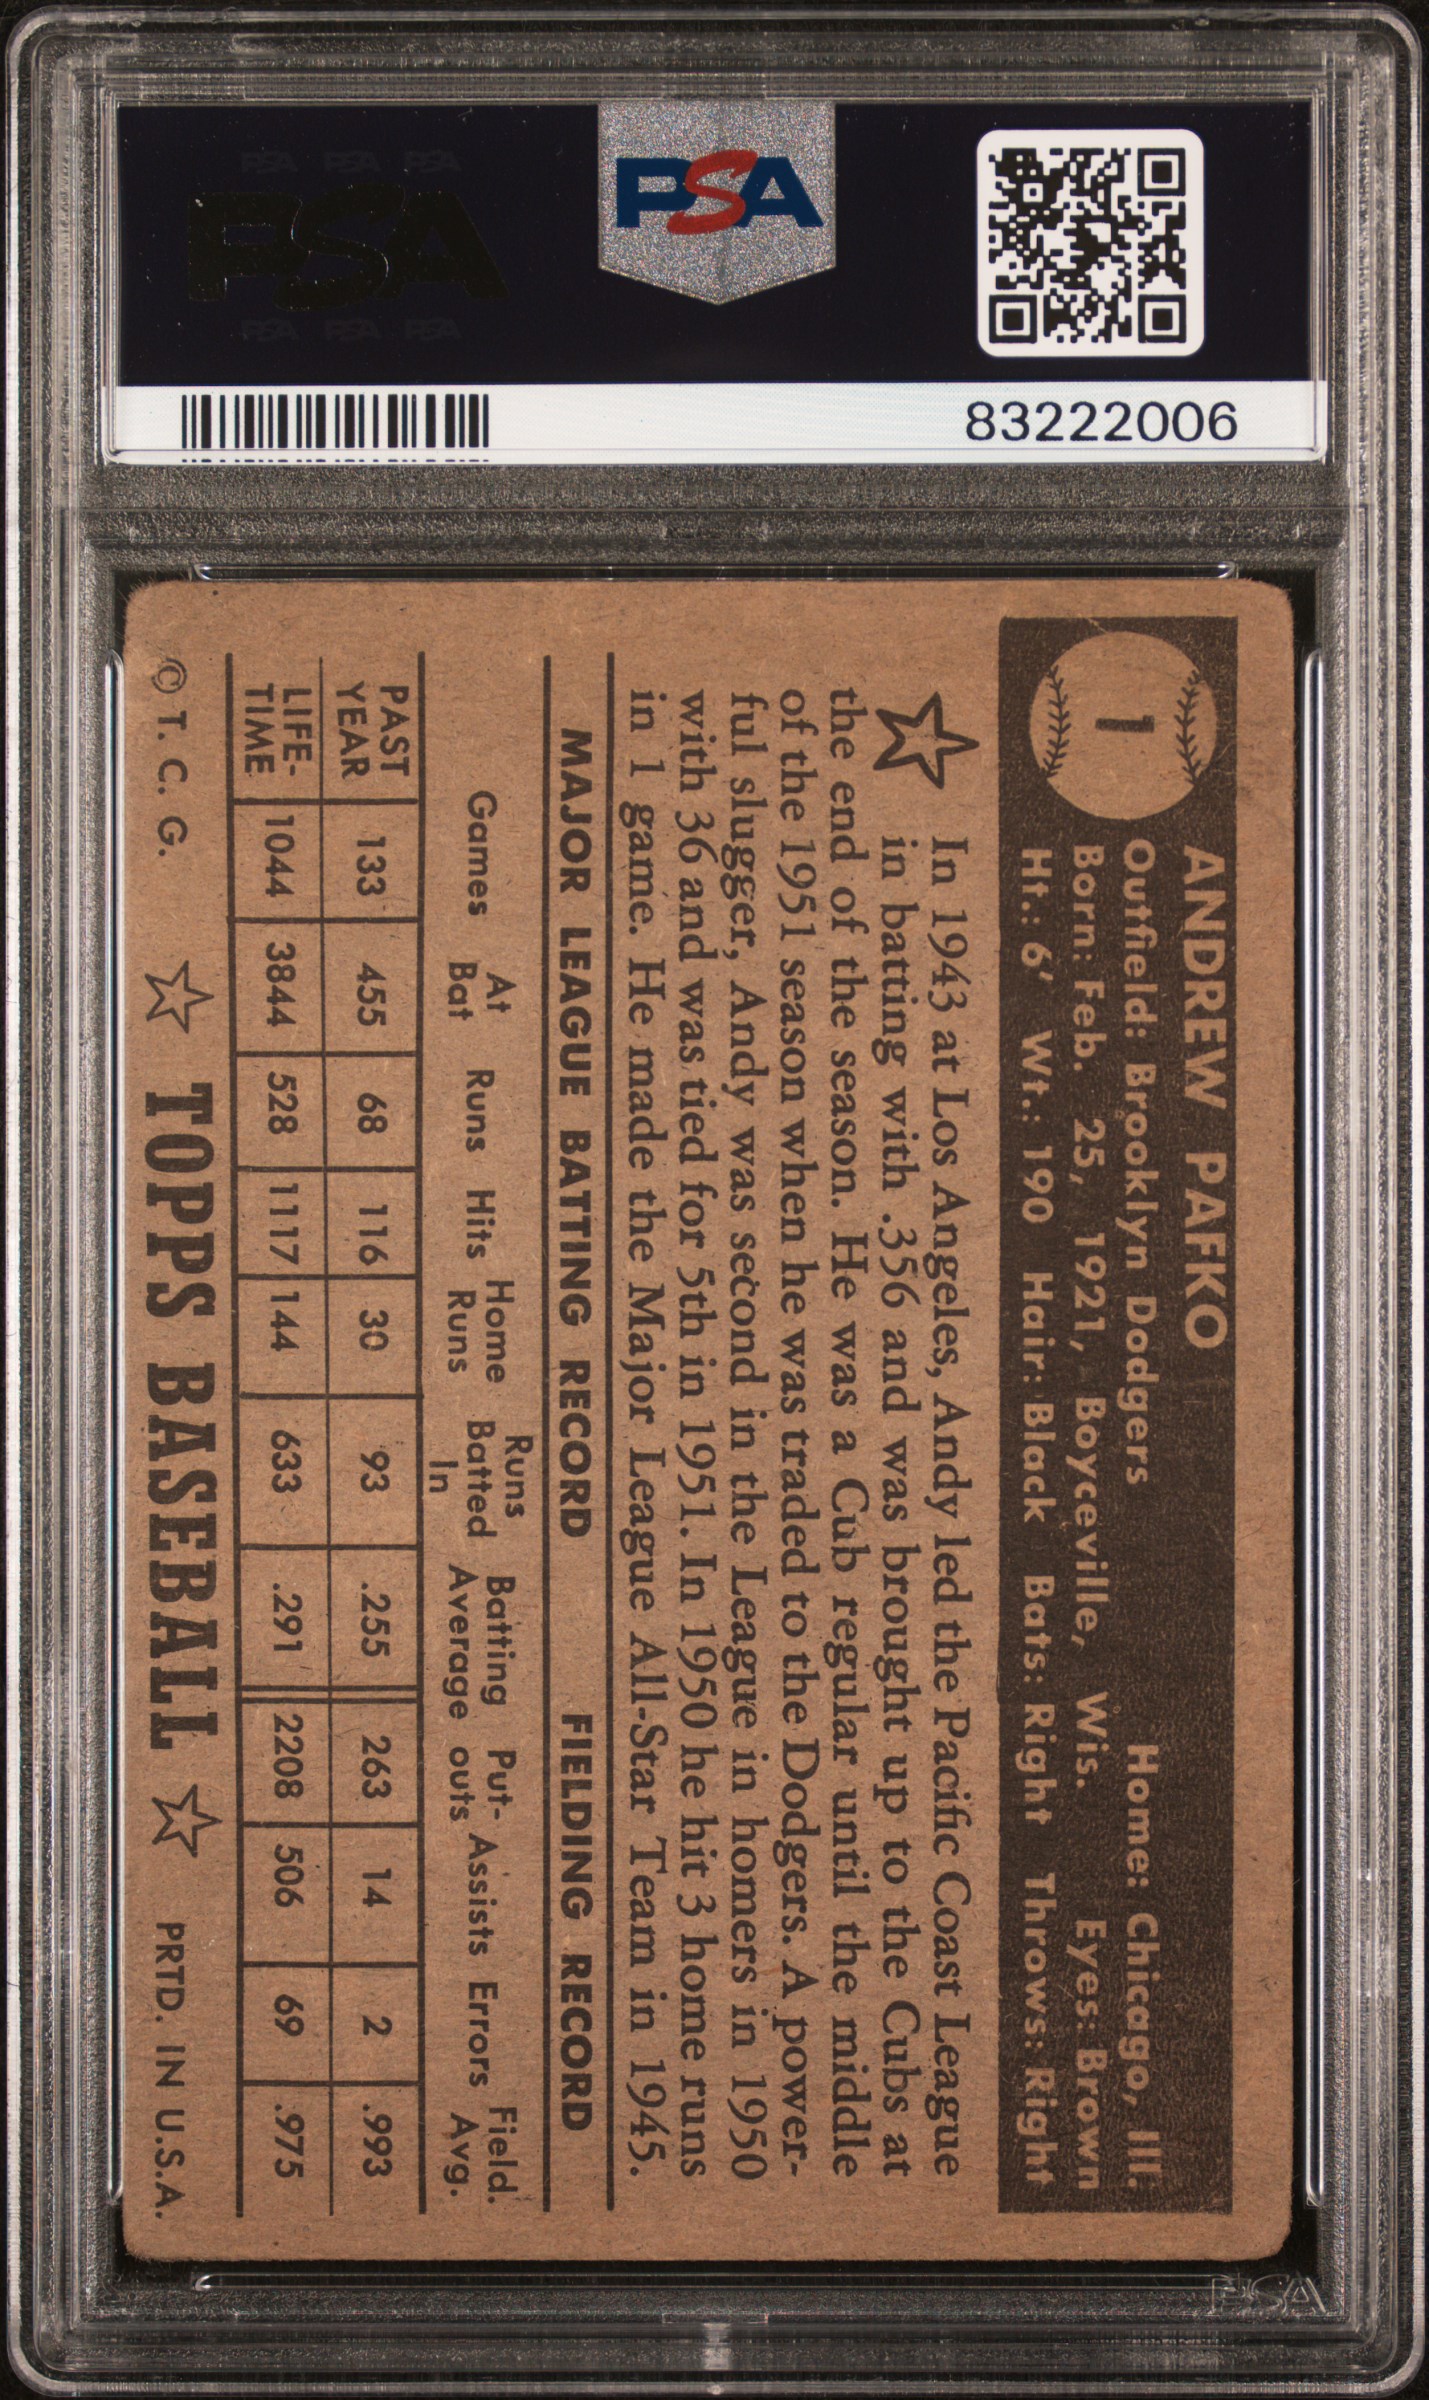 PSA PSA PSA
PSA
PSA PSA PSA
PSA
83222006
1
ANDREW PAFKO
Outfield: Brooklyn Dodgers Home: Chicago, Ill.
Born: Feb. 25, 1921, Boyceville, Wis. Eyes: Brown
Ht.: 6' Wt.: 190 Hair: Black Bats: Right Throws: Right
In 1943 at Los Angeles, Andy led the Pacific Coast League
in batting with .356 and was brought up to the Cubs at
the end of the season. He was a Cub regular until the middle
of the 1951 season when he was traded to the Dodgers. A power-
ful slugger, Andy was second in the League in homers in 1950
with 36 and was tied for 5th in 1951. In 1950 he hit 3 home runs
in 1 game. He made the Major League All-Star Team in 1945.
MAJOR LEAGUE BATTING RECORD FIELDING RECORD
Games At Bat Runs Hits Home Runs Runs Batted In Batting Average Put-outs Assists Errors Field. Avg.
PAST YEAR 133 455 68 116 30 93 .255 263 14 2 .993
LIFE-TIME 1044 3844 528 1117 144 633 .291 2208 506 69 .975
© T. C. G. ☆ TOPPS BASEBALL ☆ PRTD. IN U.S.A.
PSA